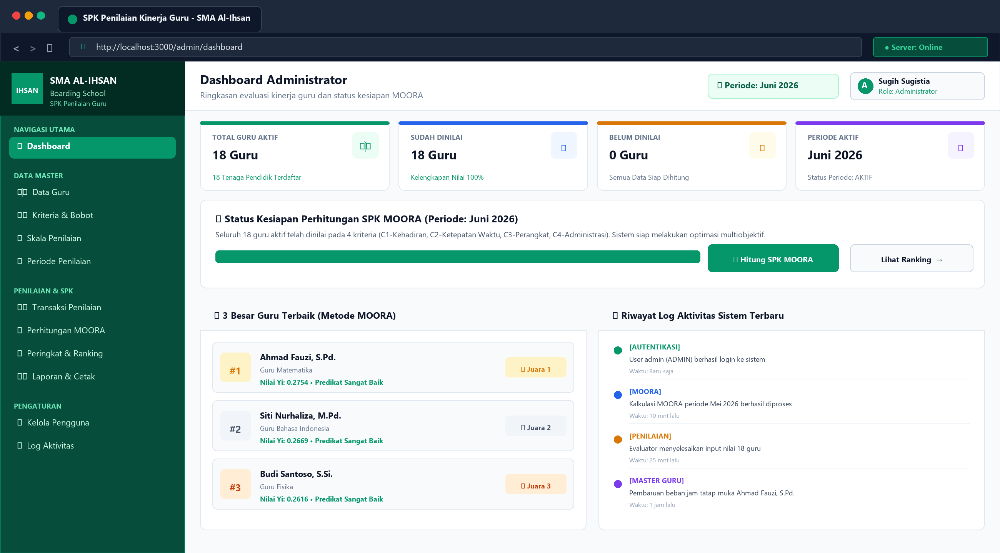 SPK Penilaian Kinerja Guru - SMA Al-Ihsan
http://localhost:3000/admin/dashboard
● Server: Online
IHSAN
SMA AL-IHSAN
Boarding School
SPK Penilaian Guru
NAVIGASI UTAMA
Dashboard
DATA MASTER
Data Guru
Kriteria & Bobot
Skala Penilaian
Periode Penilaian
PENILAIAN & SPK
Transaksi Penilaian
Perhitungan MOORA
Peringkat & Ranking
Laporan & Cetak
PENGATURAN
Kelola Pengguna
Log Aktivitas
Dashboard Administrator
Ringkasan evaluasi kinerja guru dan status kesiapan MOORA
Periode: Juni 2026
A
Sugih Sugistia
Role: Administrator
TOTAL GURU AKTIF
18 Guru
18 Tenaga Pendidik Terdaftar
SUDAH DINILAI
18 Guru
Kelengkapan Nilai 100%
BELUM DINILAI
0 Guru
Semua Data Siap Dihitung
PERIODE AKTIF
Juni 2026
Status Periode: AKTIF
Status Kesiapan Perhitungan SPK MOORA (Periode: Juni 2026)
Seluruh 18 guru aktif telah dinilai pada 4 kriteria (C1-Kehadiran, C2-Ketepatan Waktu, C3-Perangkat, C4-Administrasi). Sistem siap melakukan optimasi multiobjektif.
Hitung SPK MOORA
Lihat Ranking →
3 Besar Guru Terbaik (Metode MOORA)
#1
Ahmad Fauzi, S.Pd.
Guru Matematika
Nilai Yi: 0.2754 • Predikat Sangat Baik
Juara 1
#2
Siti Nurhaliza, M.Pd.
Guru Bahasa Indonesia
Nilai Yi: 0.2669 • Predikat Sangat Baik
Juara 2
#3
Budi Santoso, S.Si.
Guru Fisika
Nilai Yi: 0.2616 • Predikat Sangat Baik
Juara 3
Riwayat Log Aktivitas Sistem Terbaru
[AUTENTIKASI]
User admin (ADMIN) berhasil login ke sistem
Waktu: Baru saja
[MOORA]
Kalkulasi MOORA periode Mei 2026 berhasil diproses
Waktu: 10 mnt lalu
[PENILAIAN]
Evaluator menyelesaikan input nilai 18 guru
Waktu: 25 mnt lalu
[MASTER GURU]
Pembaruan beban jam tatap muka Ahmad Fauzi, S.Pd.
Waktu: 1 jam lalu